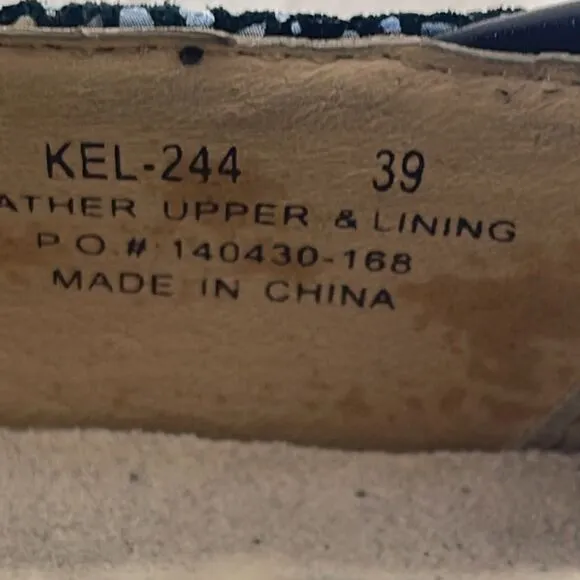 KEL-244 39
ATHER UPPER & LINING
P.O.# 140430-168
MADE IN CHINA